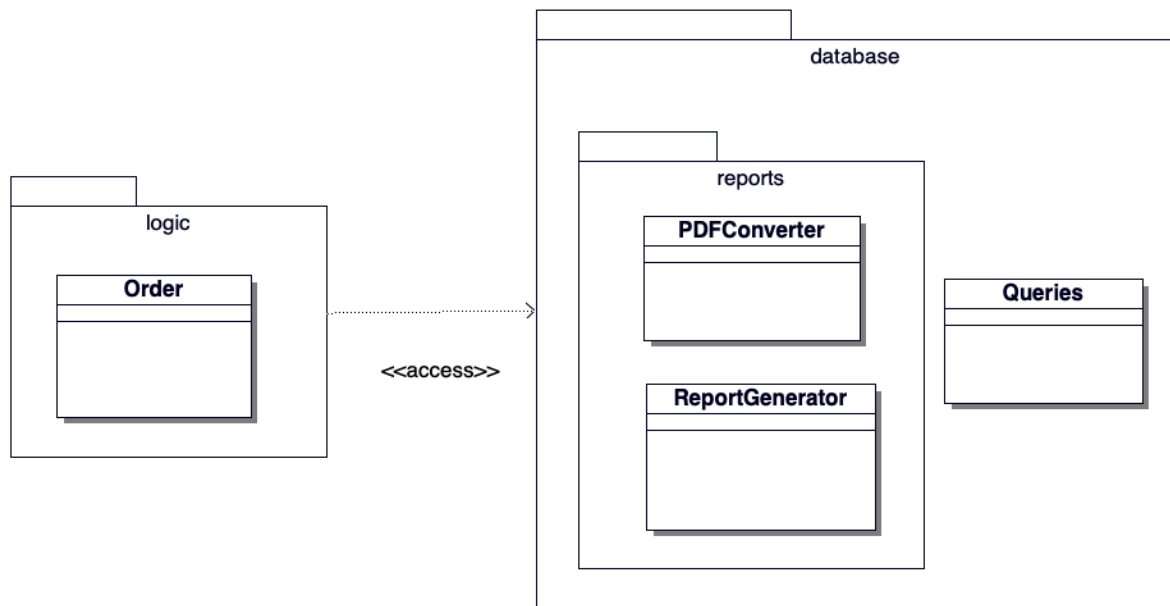 database
reports
logic
PDFConverter
Order
Queries
<<access>>
ReportGenerator